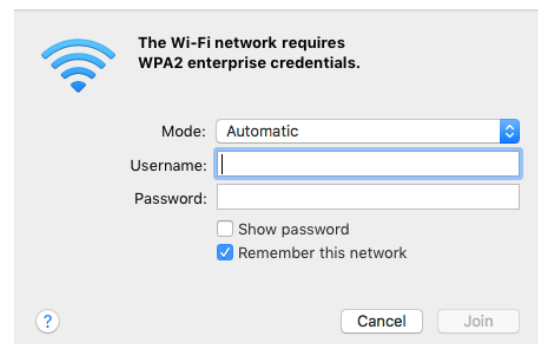 The Wi-Fi network requires
WPA2 enterprise credentials.
Mode: Automatic
Username:
Password:
Show password
Remember this network
? Cancel Join